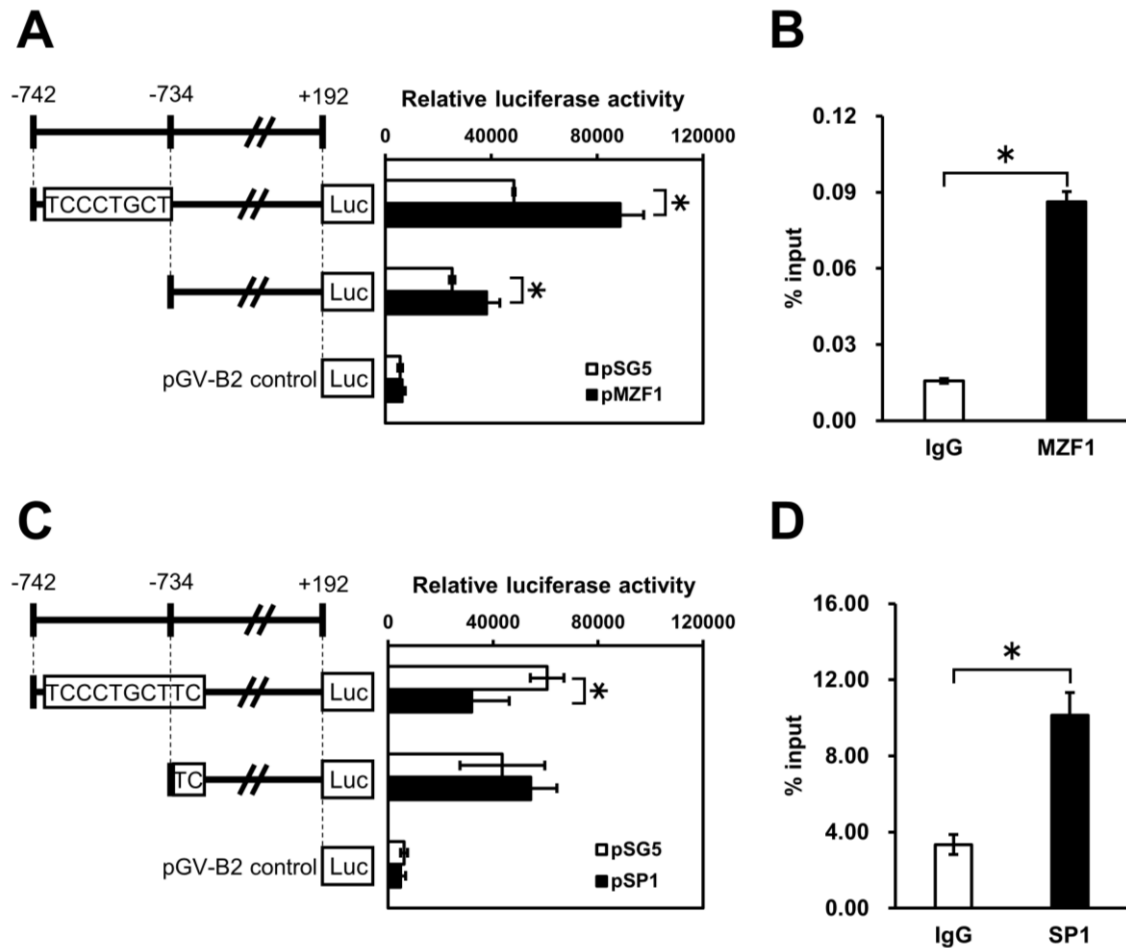 A
-742 -734 +192
Relative luciferase activity
0 40000 80000 120000
TCCCTGCT Luc *
Luc *
pGV-B2 control Luc
pSG5
pMZF1
B
0.12
0.09
0.06
0.03
0.00
% input
*
IgG MZF1
C
-742 -734 +192
Relative luciferase activity
0 40000 80000 120000
TCCCTGCTTC Luc *
TC Luc
pGV-B2 control Luc
pSG5
pSP1
D
16.00
12.00
8.00
4.00
0.00
% input
*
IgG SP1